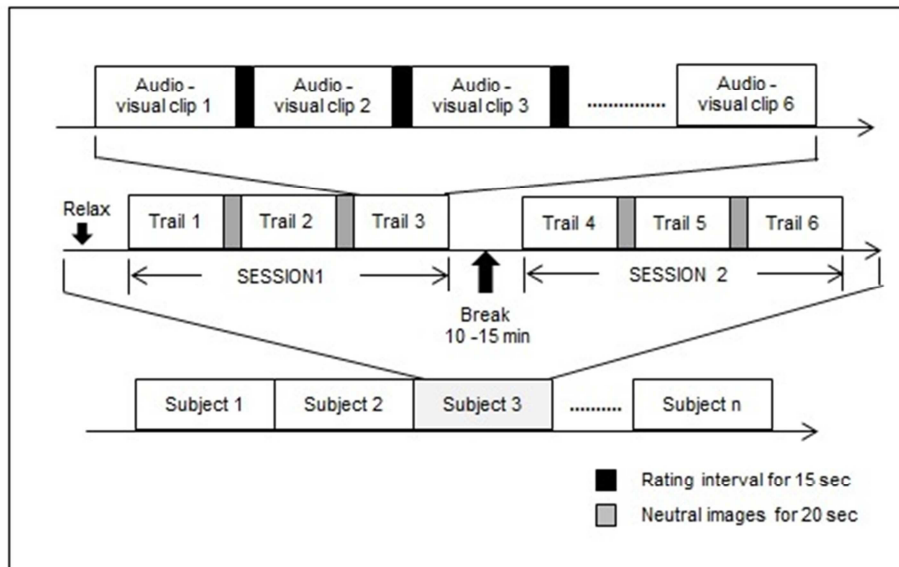 Audio - visual clip 1
Audio - visual clip 2
Audio - visual clip 3
...............
Audio - visual clip 6
Relax
Trail 1
Trail 2
Trail 3
Trail 4
Trail 5
Trail 6
SESSION1
SESSION 2
Break
10 -15 min
Subject 1
Subject 2
Subject 3
..........
Subject n
Rating interval for 15 sec
Neutral images for 20 sec